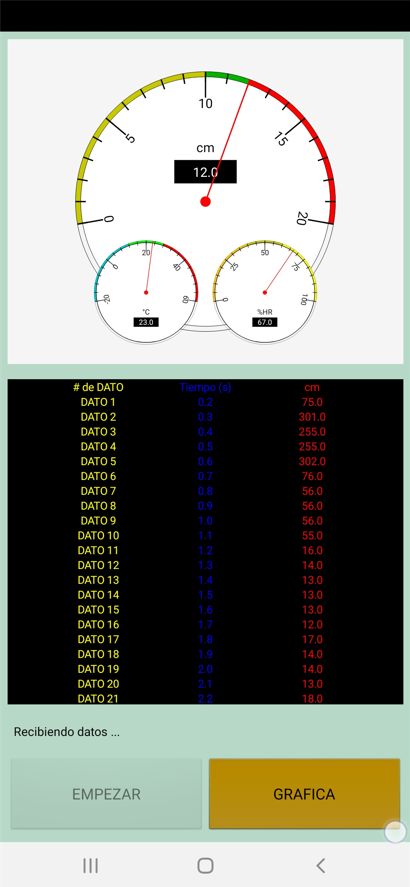 0 5 10 15 20
cm
12.0
-20 0 20 40 60
°C
23.0
0 25 50 75 100
%HR
67.0
# de DATO Tiempo (s) cm
DATO 1 0.2 75.0
DATO 2 0.3 301.0
DATO 3 0.4 255.0
DATO 4 0.5 255.0
DATO 5 0.6 302.0
DATO 6 0.7 76.0
DATO 7 0.8 56.0
DATO 8 0.9 56.0
DATO 9 1.0 56.0
DATO 10 1.1 55.0
DATO 11 1.2 16.0
DATO 12 1.3 14.0
DATO 13 1.4 13.0
DATO 14 1.5 13.0
DATO 15 1.6 13.0
DATO 16 1.7 12.0
DATO 17 1.8 17.0
DATO 18 1.9 14.0
DATO 19 2.0 14.0
DATO 20 2.1 13.0
DATO 21 2.2 18.0
Recibiendo datos ...
EMPEZAR GRAFICA